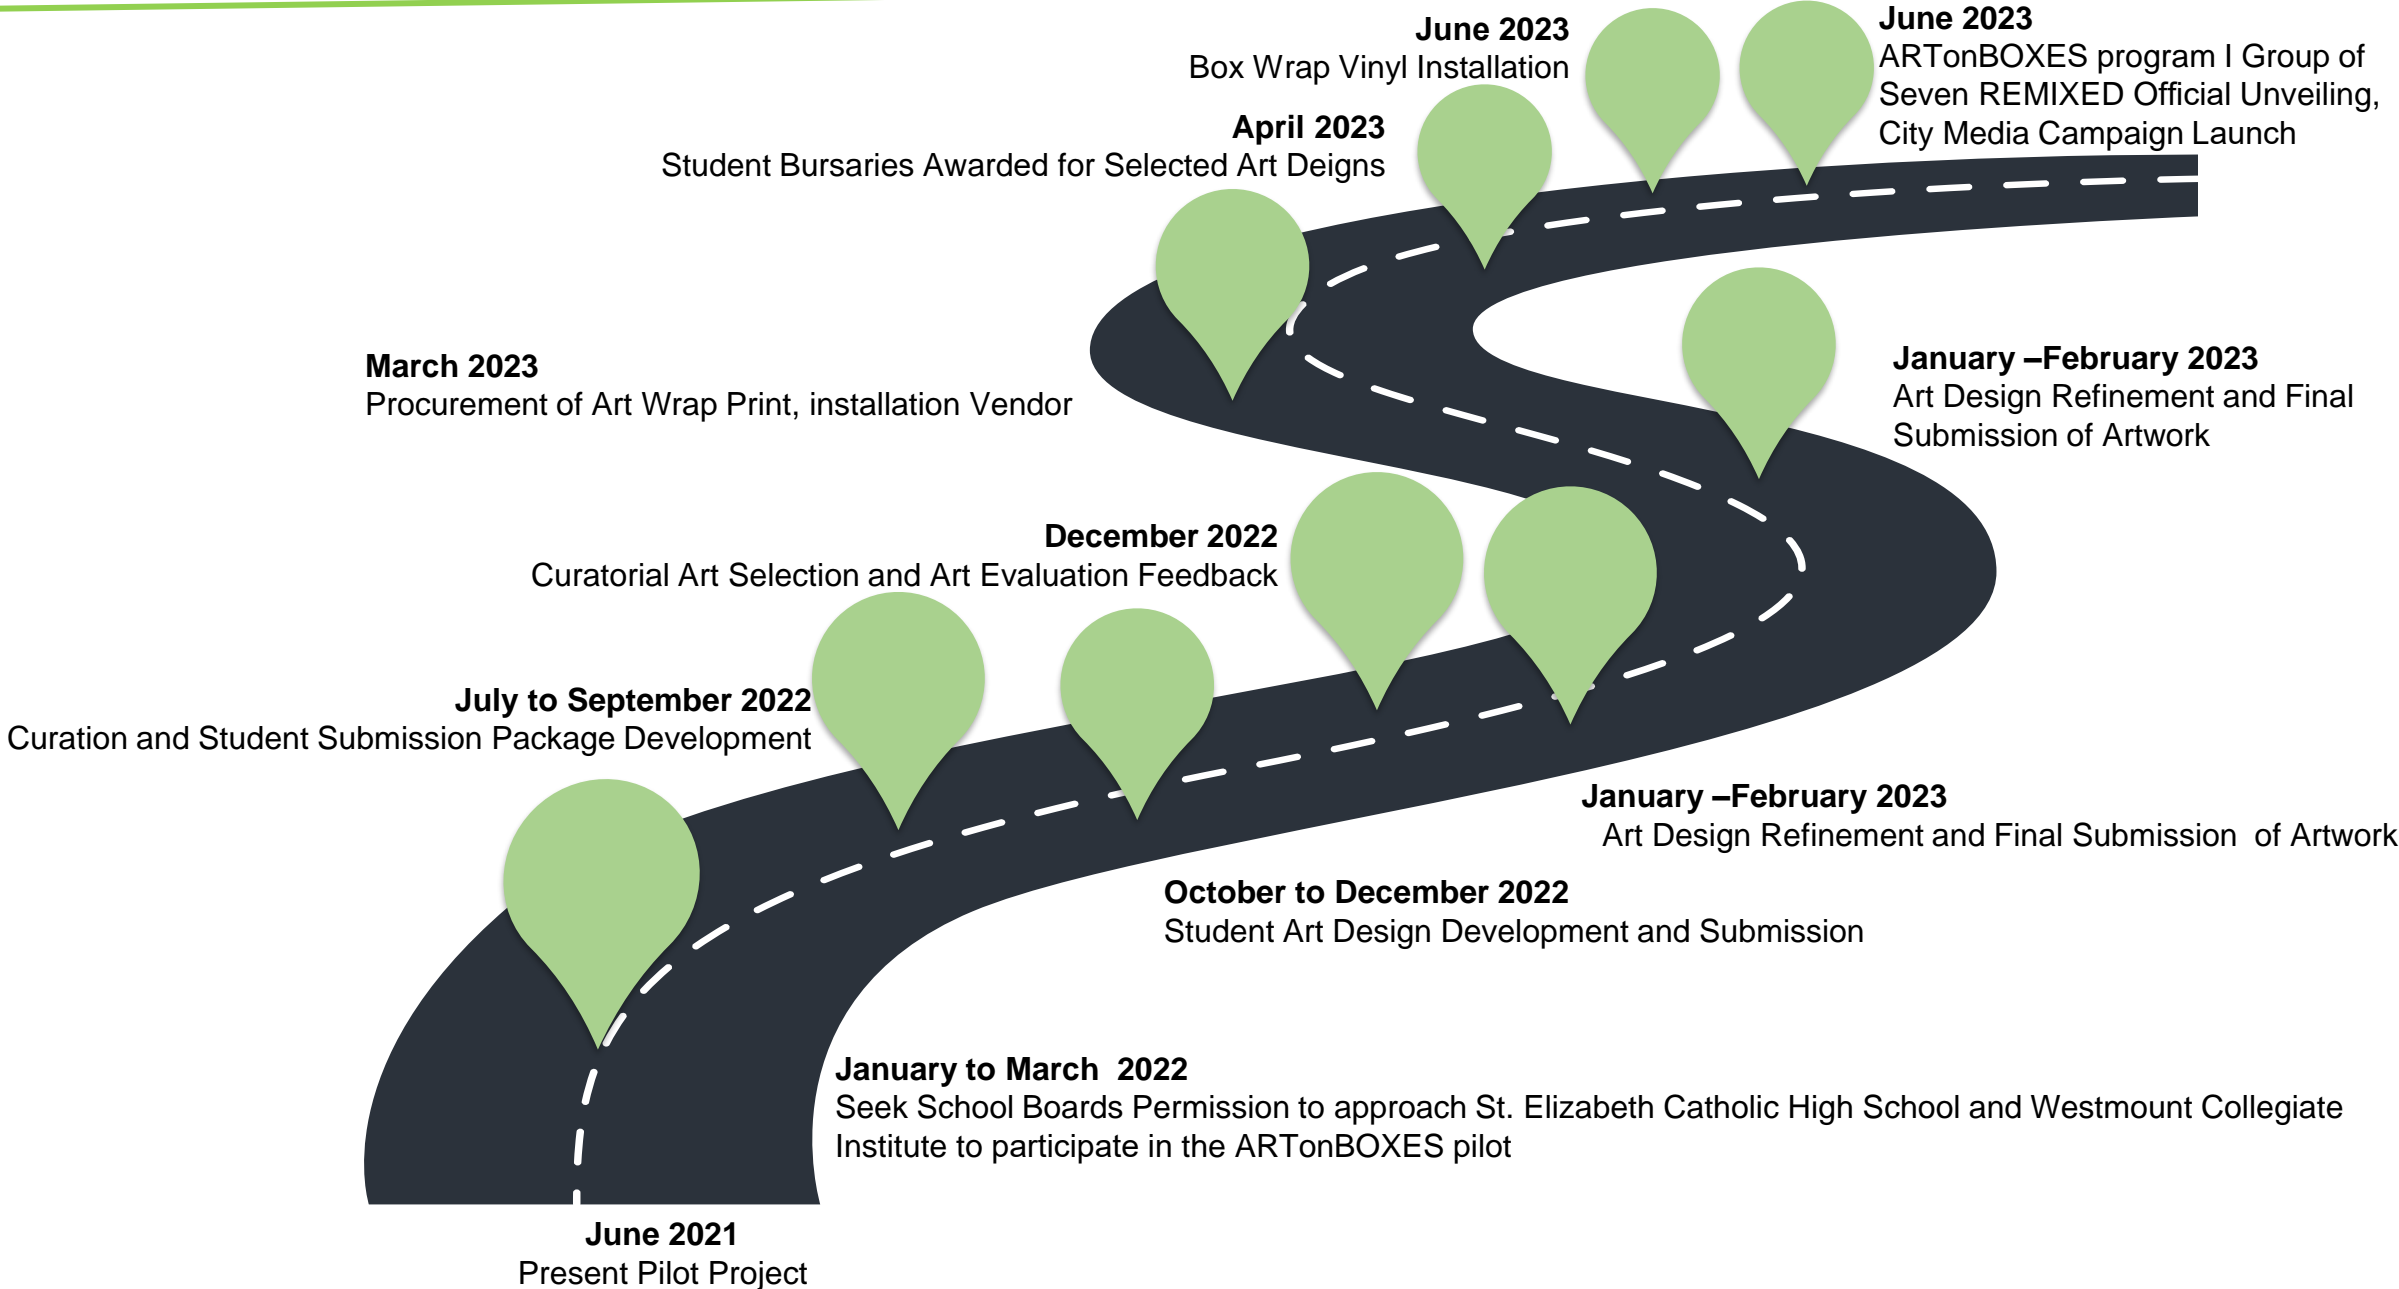 June 2023
Box Wrap Vinyl Installation
June 2023
ARTonBOXES program I Group of
Seven REMIXED Official Unveiling,
City Media Campaign Launch
April 2023
Student Bursaries Awarded for Selected Art Deigns
March 2023
Procurement of Art Wrap Print, installation Vendor
January –February 2023
Art Design Refinement and Final
Submission of Artwork
December 2022
Curatorial Art Selection and Art Evaluation Feedback
July to September 2022
Curation and Student Submission Package Development
January –February 2023
Art Design Refinement and Final Submission  of Artwork
October to December 2022
Student Art Design Development and Submission
January to March  2022
Seek School Boards Permission to approach St. Elizabeth Catholic High School and Westmount Collegiate
Institute to participate in the ARTonBOXES pilot
June 2021
Present Pilot Project